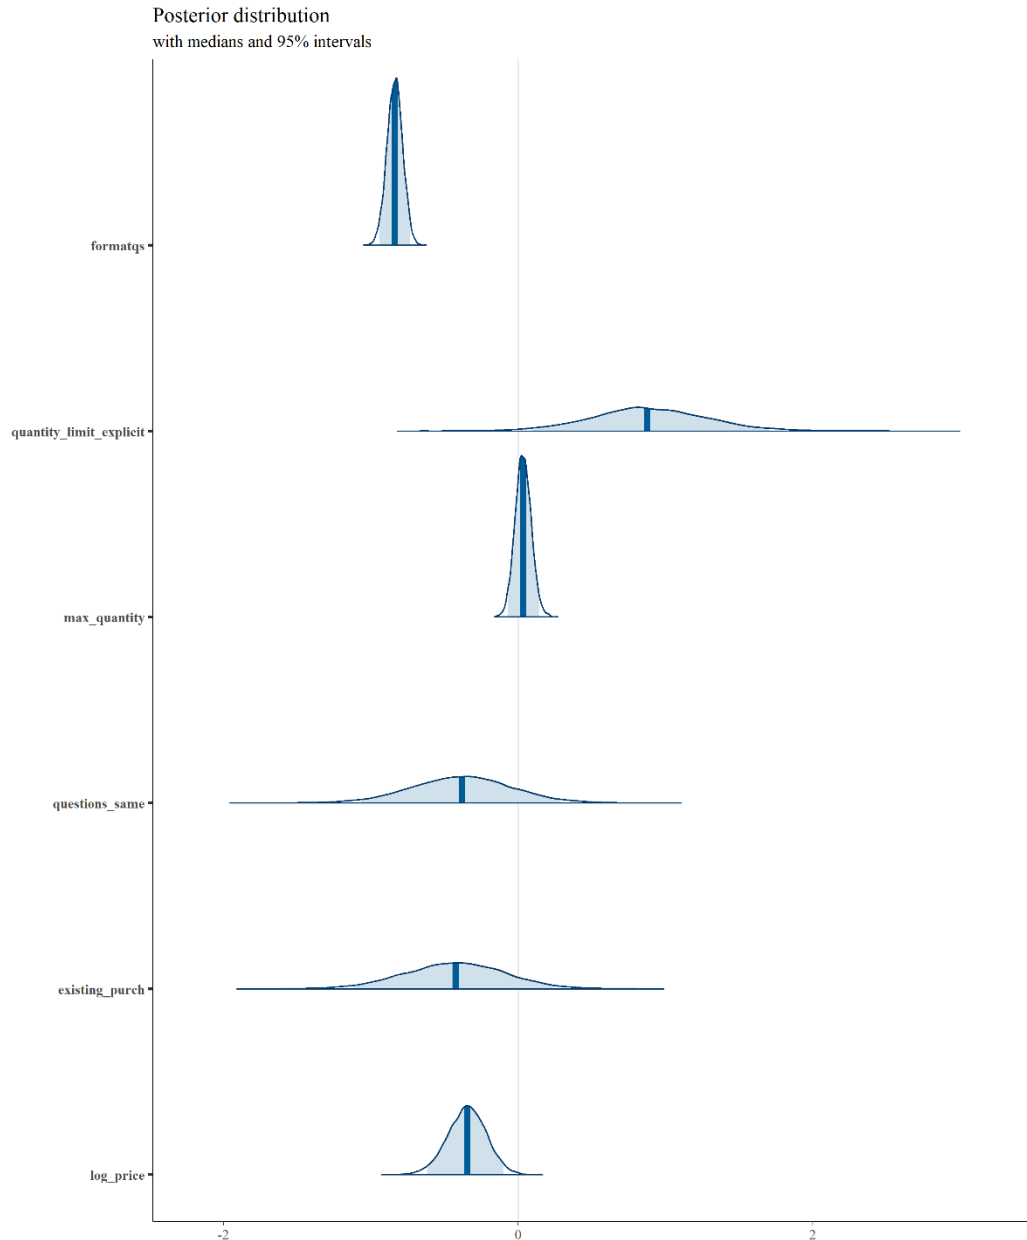 Posterior distribution
with medians and 95% intervals
formatqs
quantity_limit_explicit
max_quantity
questions_same
existing_purch
log_price
-2
0
2